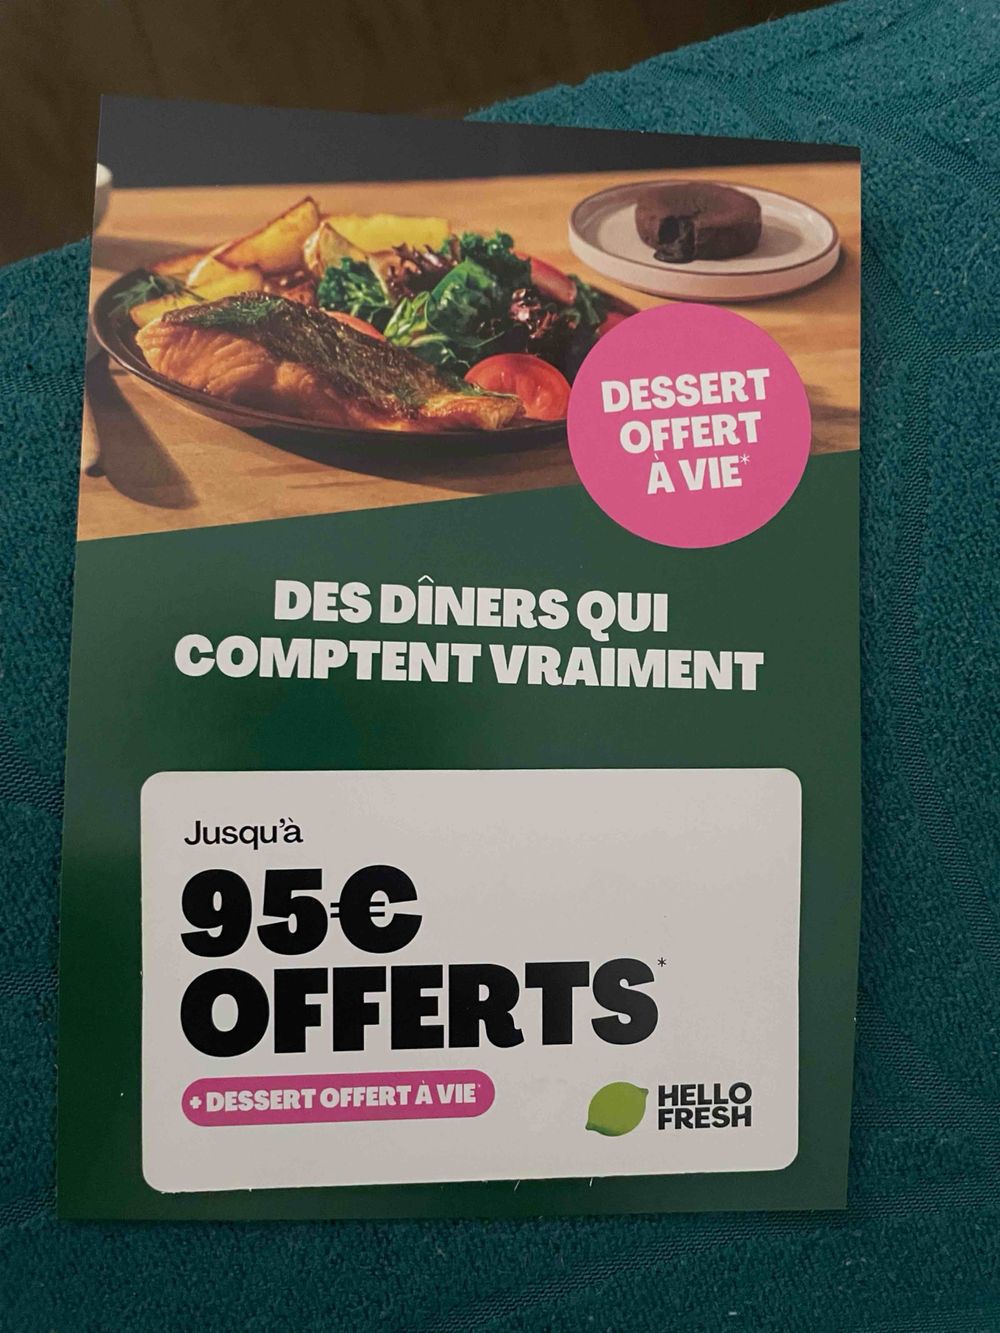 DESSERT
OFFERT
À VIE*
DES DÎNERS QUI
COMPTENT VRAIMENT
Jusqu'à
95€
OFFERTS*
+ DESSERT OFFERT À VIE*
HELLO
FRESH